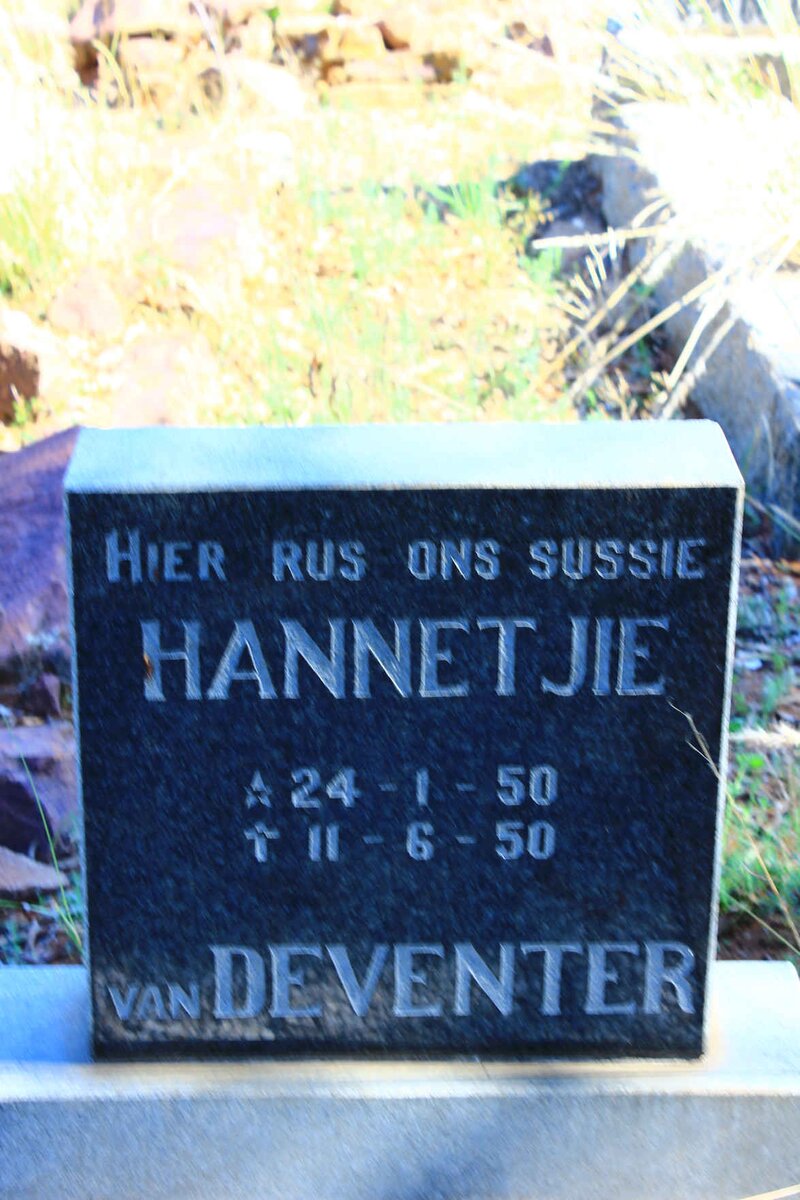 HIER RUS ONS SUSSIE
HANNETJIE
☆ 24 - 1 - 50
† 11 - 6 - 50
VAN DEVENTER